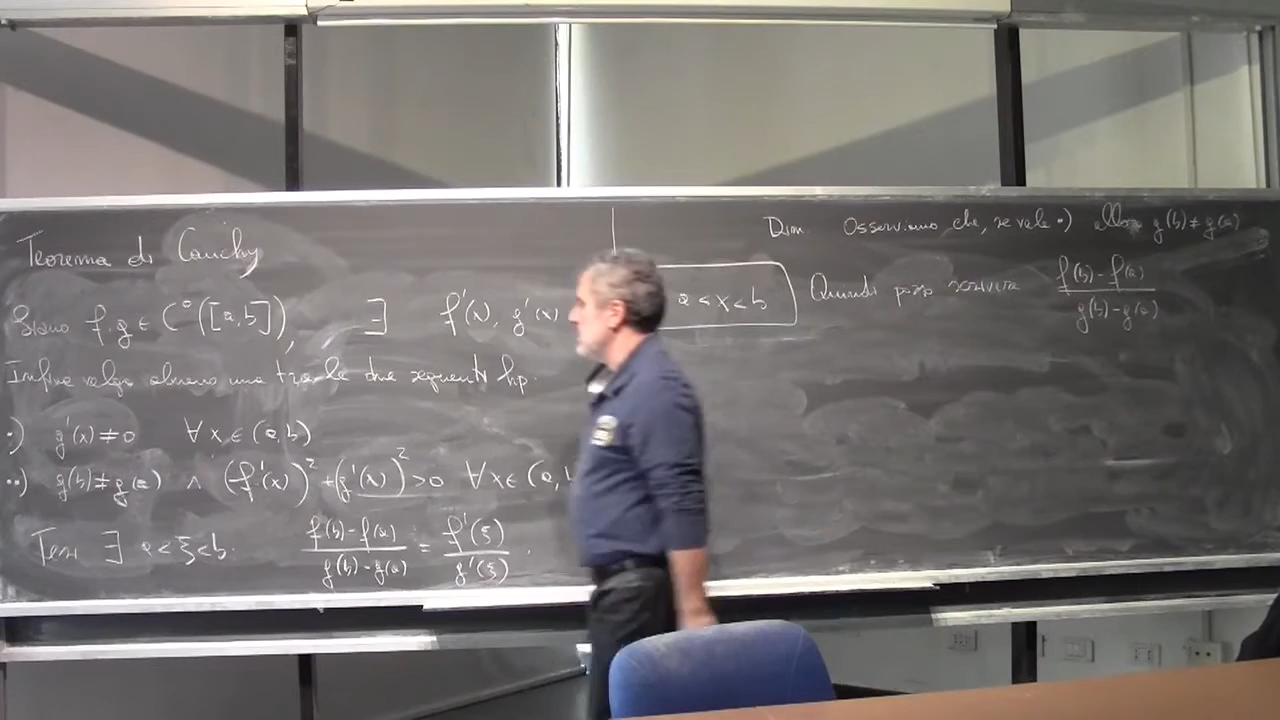 Teorema di Cauchy
Siano f, g ∈ C°([a,b]), ∃ f'(x), g'(x) a < x < b
Infine valga almeno una tra le due seguenti hp.
·) g'(x) ≠ 0 ∀ x ∈ (a, b)
··) g(b) ≠ g(a) ∧ (f'(x))² + (g'(x))² > 0 ∀ x ∈ (a, b
Tesi ∃ a < ξ < b. (f(b) - f(a))/(g(b) - g(a)) = f'(ξ)/g'(ξ).
Dim Osserviamo che, se vale ·) allora g(b) ≠ g(a)
Quindi posso scrivere (f(b) - f(a))/(g(b) - g(a))